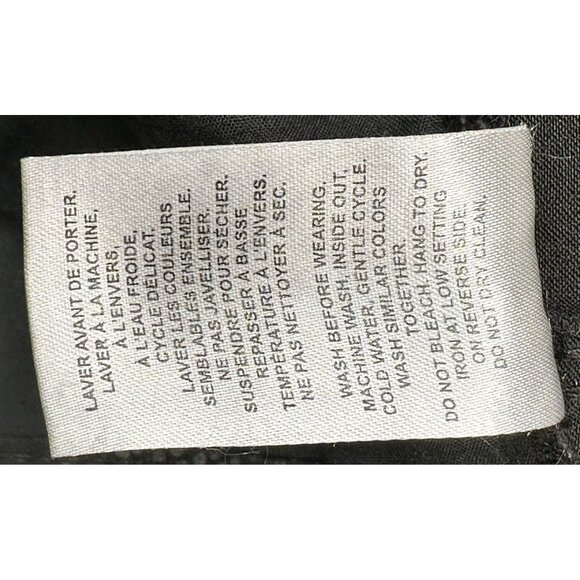 LAVER AVANT DE PORTER.
LAVER À LA MACHINE,
À L'ENVERS,
À L'EAU FROIDE,
CYCLE DÉLICAT.
LAVER LES COULEURS
SEMBLABLES ENSEMBLE.
NE PAS JAVELLISER.
SUSPENDRE POUR SÉCHER.
REPASSER À BASSE
TEMPÉRATURE À L'ENVERS.
NE PAS NETTOYER À SEC.
WASH BEFORE WEARING.
MACHINE WASH, INSIDE OUT,
COLD WATER, GENTLE CYCLE.
WASH SIMILAR COLORS
TOGETHER.
DO NOT BLEACH. HANG TO DRY.
IRON AT LOW SETTING
ON REVERSE SIDE.
DO NOT DRY CLEAN.